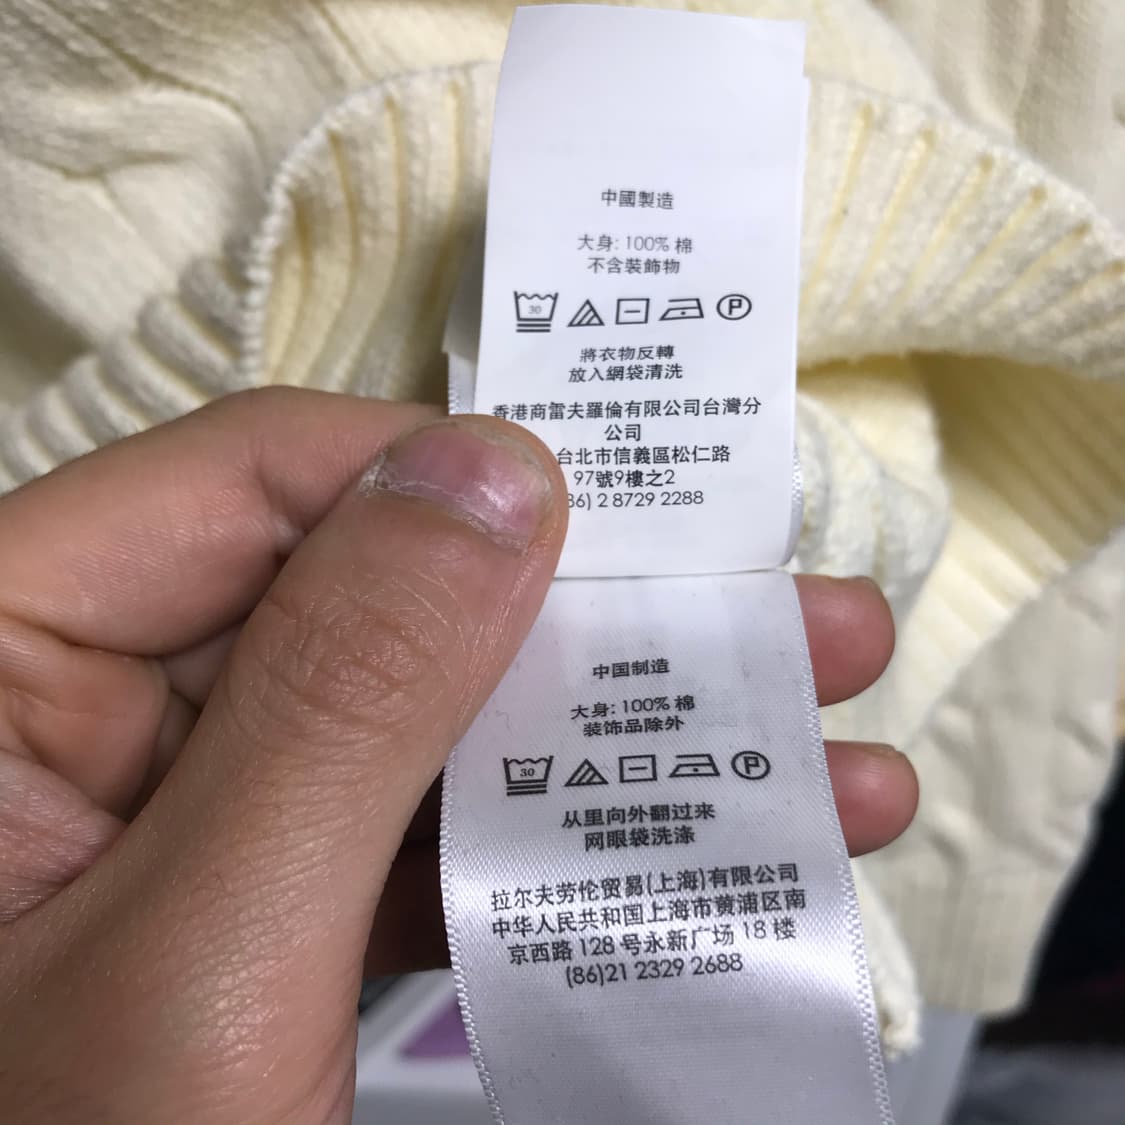 中國製造
大身: 100% 棉
不含裝飾物
30 P
將衣物反轉
放入網袋清洗
香港商雷夫羅倫有限公司台灣分
公司
台北市信義區松仁路
97號9樓之2
86) 2 8729 2288
中国制造
大身: 100% 棉
装饰品除外
30 P
从里向外翻过来
网眼袋洗涤
拉尔夫劳伦贸易(上海)有限公司
中华人民共和国上海市黄浦区南
京西路 128 号永新广场 18 楼
(86)21 2329 2688